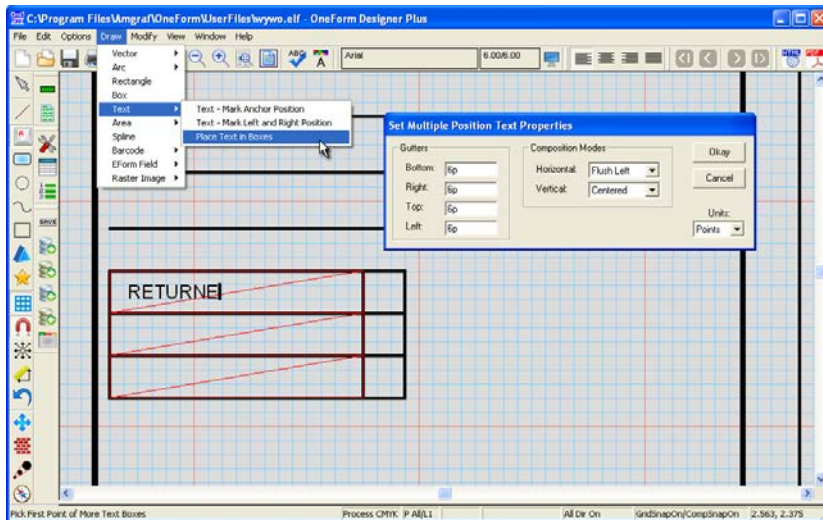 C:\Program Files\Amgraf\OneForm\UserFiles\wywo.elf - OneForm Designer Plus
File Edit Options Draw Modify View Window Help
Arial 6.00/6.00
Vector
Arc
Rectangle
Box
Text
Area
Spline
Barcode
EForm Field
Raster Image
Text - Mark Anchor Position
Text - Mark Left and Right Position
Place Text in Boxes
Set Multiple Position Text Properties
Gutters
Bottom: 6p
Right: 6p
Top: 6p
Left: 6p
Composition Modes
Horizontal: Flush Left
Vertical: Centered
Okay
Cancel
Units:
Points
SAVE
RETURNE
Pick First Point of More Text Boxes Process CMYK P All/L1 All Dir On GridSnapOn/CompSnapOn 2.563, 2.375